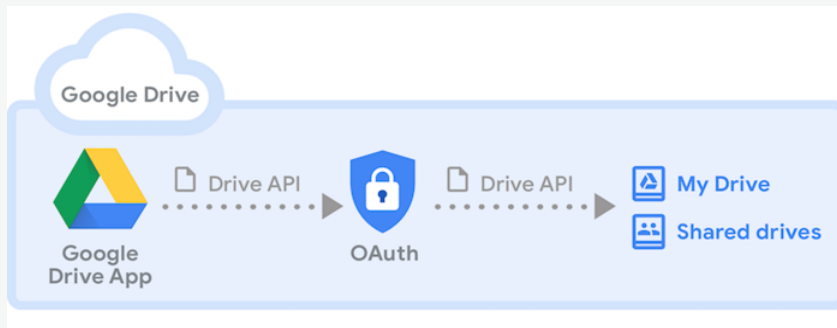 Google Drive
Drive API
Drive API
My Drive
Shared drives
Google
Drive App
OAuth